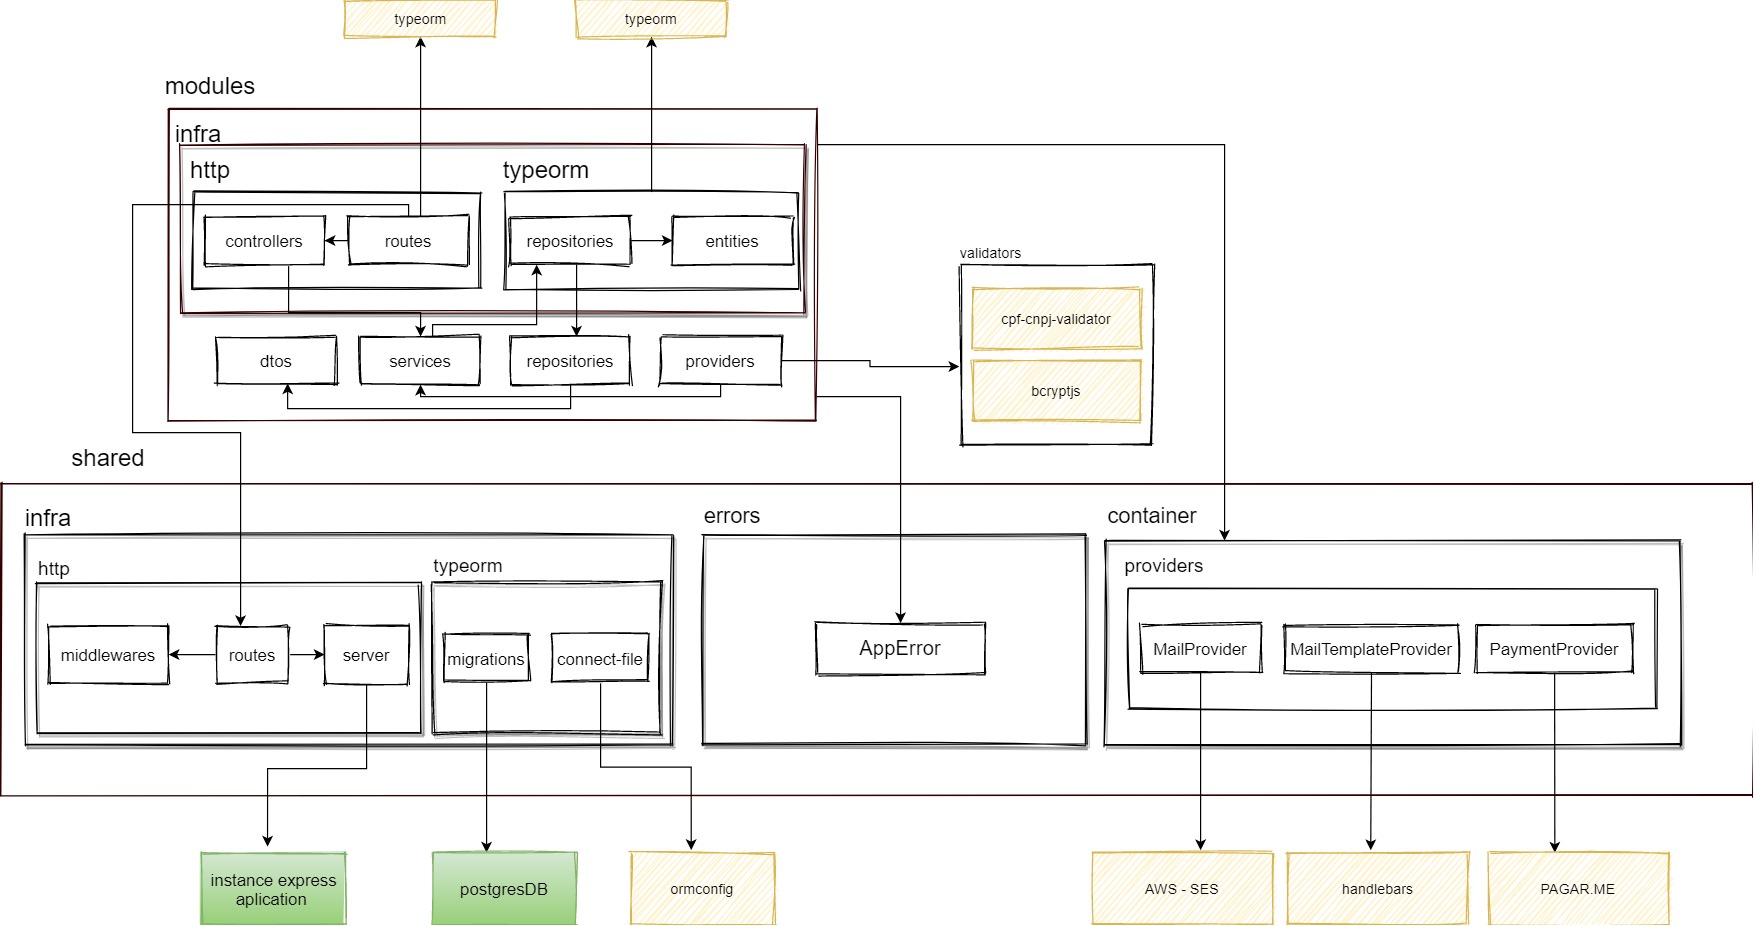 typeorm
typeorm
modules
infra
http
typeorm
controllers
routes
repositories
entities
dtos
services
repositories
providers
validators
cpf-cnpj-validator
bcryptjs
shared
infra
errors
container
http
typeorm
providers
middlewares
routes
server
migrations
connect-file
AppError
MailProvider
MailTemplateProvider
PaymentProvider
instance express
aplication
postgresDB
ormconfig
AWS - SES
handlebars
PAGAR.ME